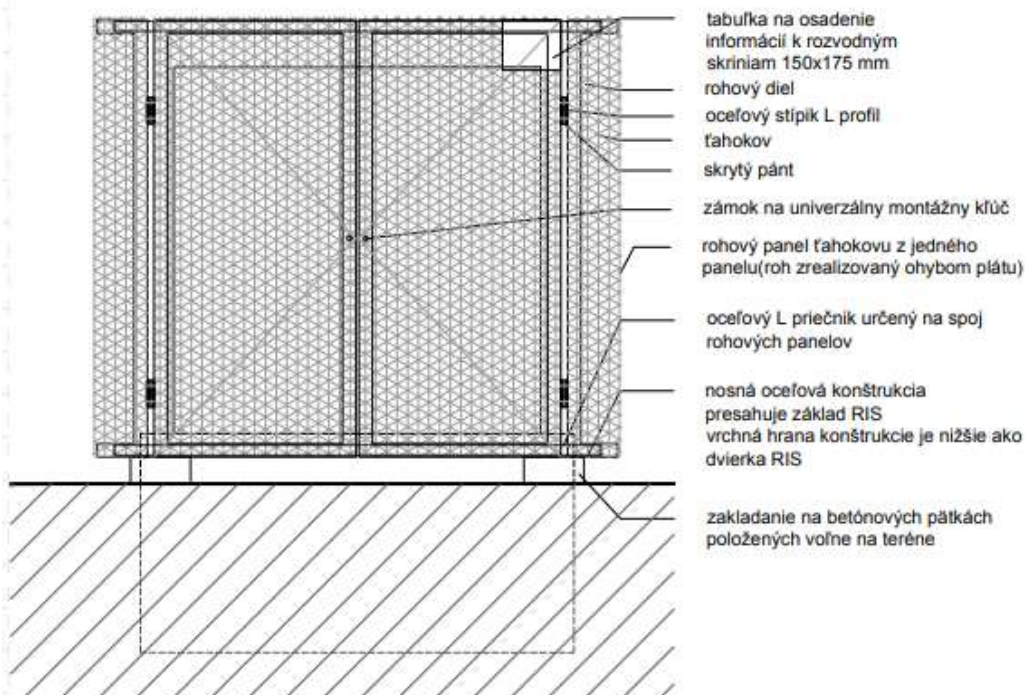 tabuľka na osadenie
informácií k rozvodným
skriniam 150x175 mm
rohový diel
oceľový stĺpik L profil
ťahokov
skrytý pánt
zámok na univerzálny montážny kľúč
rohový panel ťahokovu z jedného
panelu(roh zrealizovaný ohybom plátu)
oceľový L priečnik určený na spoj
rohových panelov
nosná oceľová konštrukcia
presahuje základ RIS
vrchná hrana konštrukcie je nižšie ako
dvierka RIS
zakladanie na betónových pätkách
položených voľne na teréne